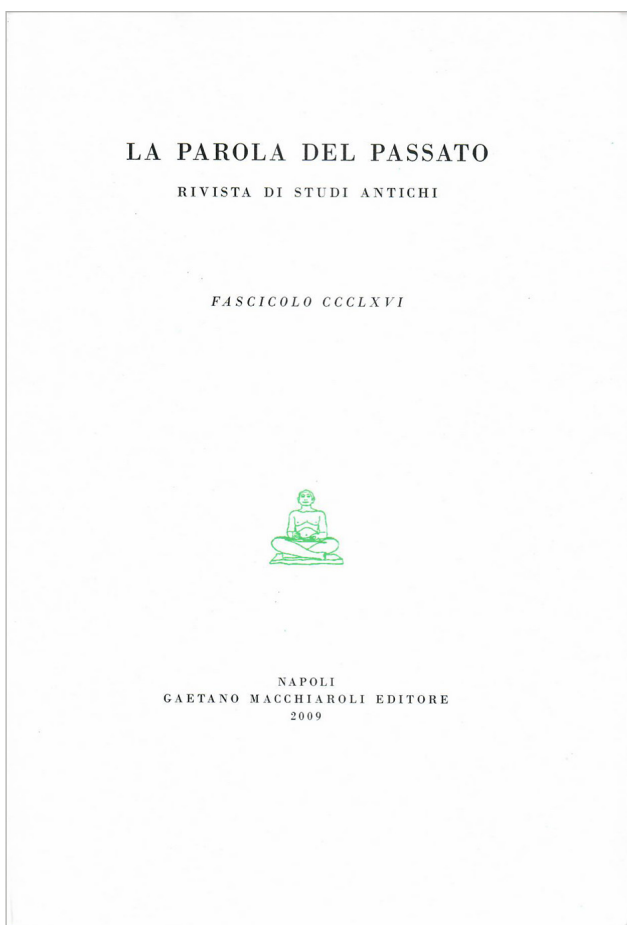 LA PAROLA DEL PASSATO
RIVISTA DI STUDI ANTICHI
FASCICOLO CCCLXVI
NAPOLI
GAETANO MACCHIAROLI EDITORE
2009